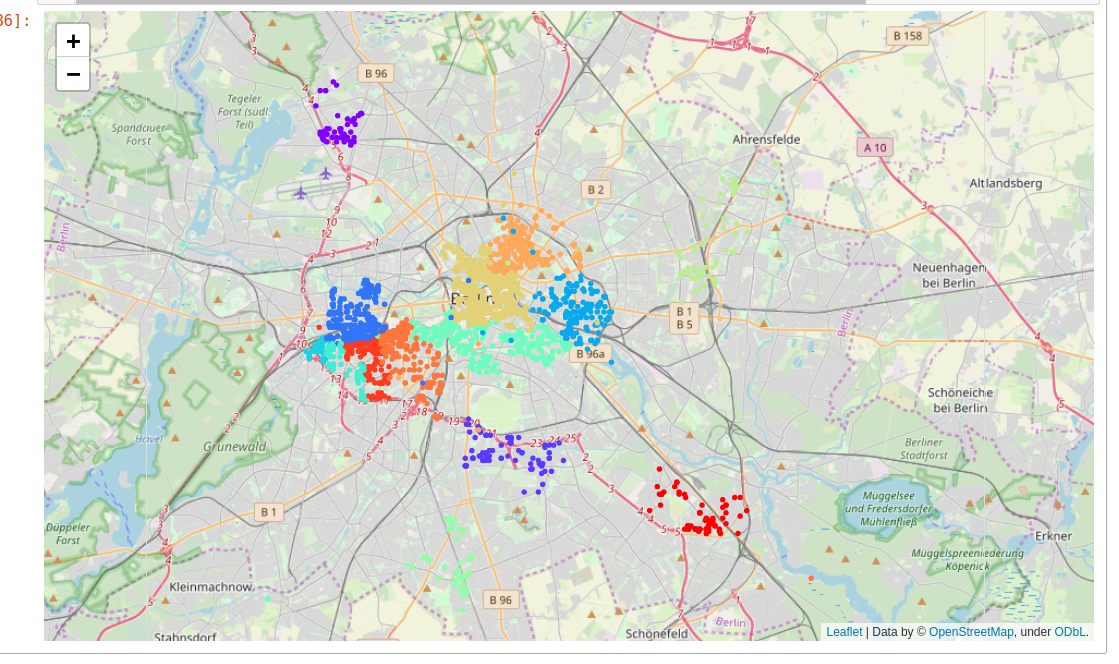 36]:
+
−
B 96
B 158
Tegeler
Forst (südl.
Teil)
Spandauer
Forst
Ahrensfelde
A 10
Altlandsberg
B 2
Berlin
Neuenhagen
bei Berlin
B 1
B 5
Berlin
B 96a
Schöneiche
bei Berlin
Havel
Grunewald
Berliner
Stadtforst
Müggelsee
und Fredersdorfer
Mühlenfließ
B 1
Düppeler
Forst
Erkner
Müggelspreeniederung
Köpenick
Kleinmachnow
B 96
Berlin
Stahnsdorf
Schönefeld
Leaflet | Data by © OpenStreetMap, under ODbL.